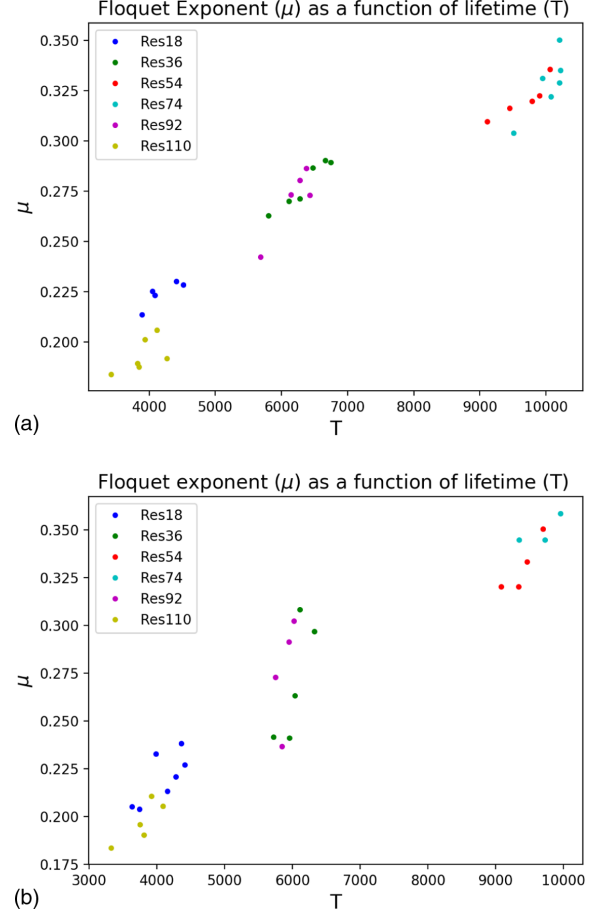 Floquet Exponent (μ) as a function of lifetime (T)
0.350
0.325
0.300
0.275
0.250
0.225
0.200
μ
Res18
Res36
Res54
Res74
Res92
Res110
4000 5000 6000 7000 8000 9000 10000
T
(a)
Floquet exponent (μ) as a function of lifetime (T)
0.350
0.325
0.300
0.275
0.250
0.225
0.200
0.175
μ
Res18
Res36
Res54
Res74
Res92
Res110
3000 4000 5000 6000 7000 8000 9000 10000
T
(b)